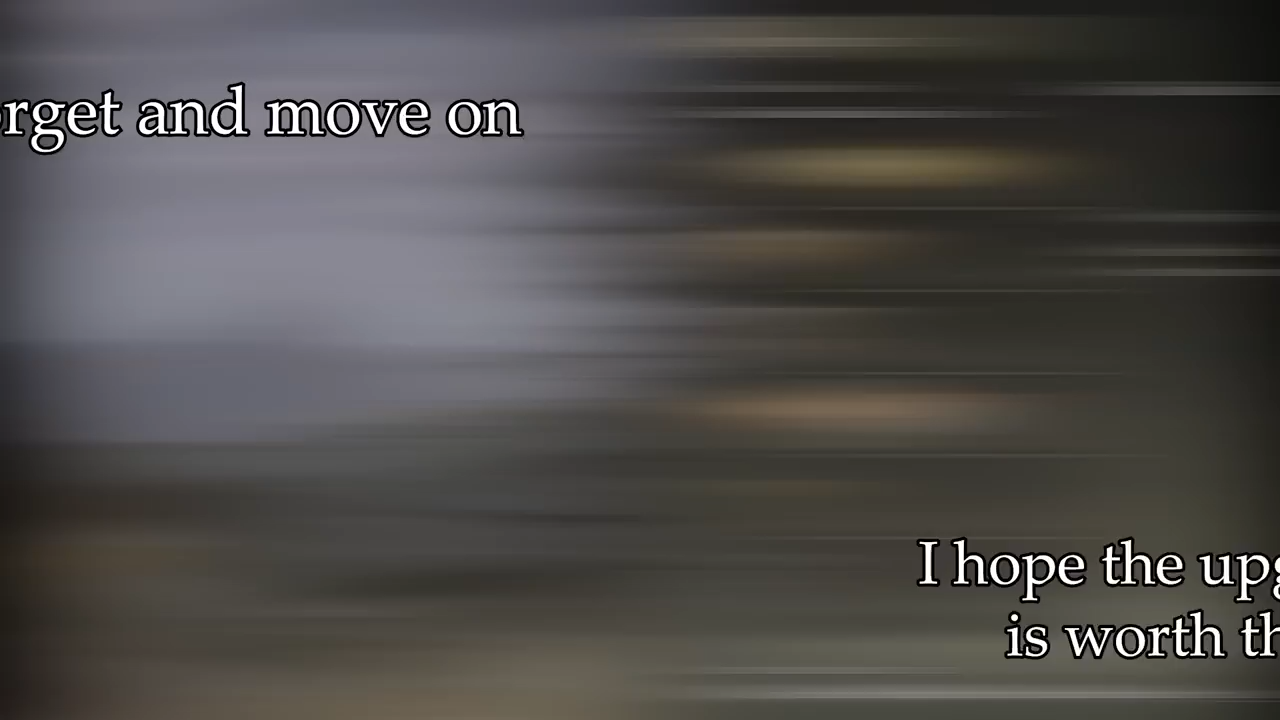 rget and move on
I hope the up
is worth th